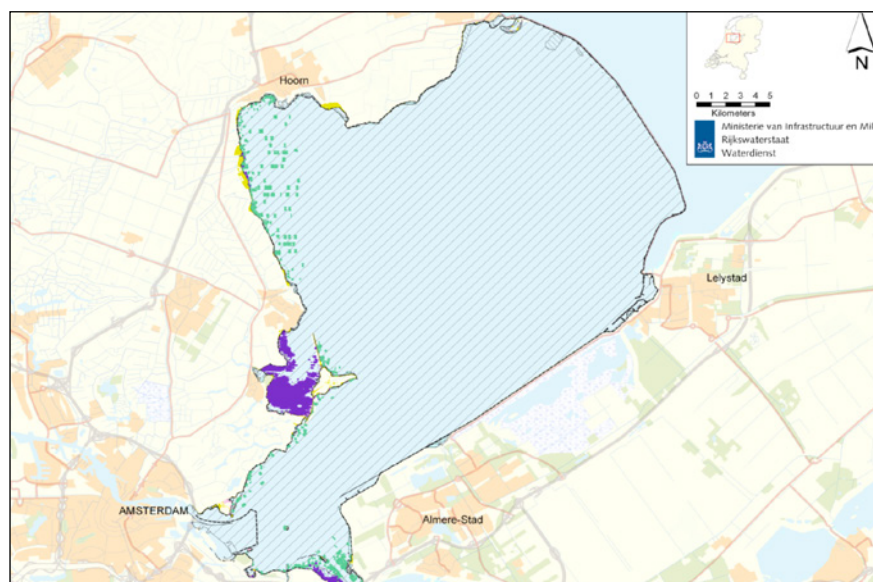 Hoorn
N
0 1 2 3 4 5
Kilometers
Ministerie van Infrastructuur en Mil
Rijkswaterstaat
Waterdienst
Lelystad
AMSTERDAM
Almere-Stad